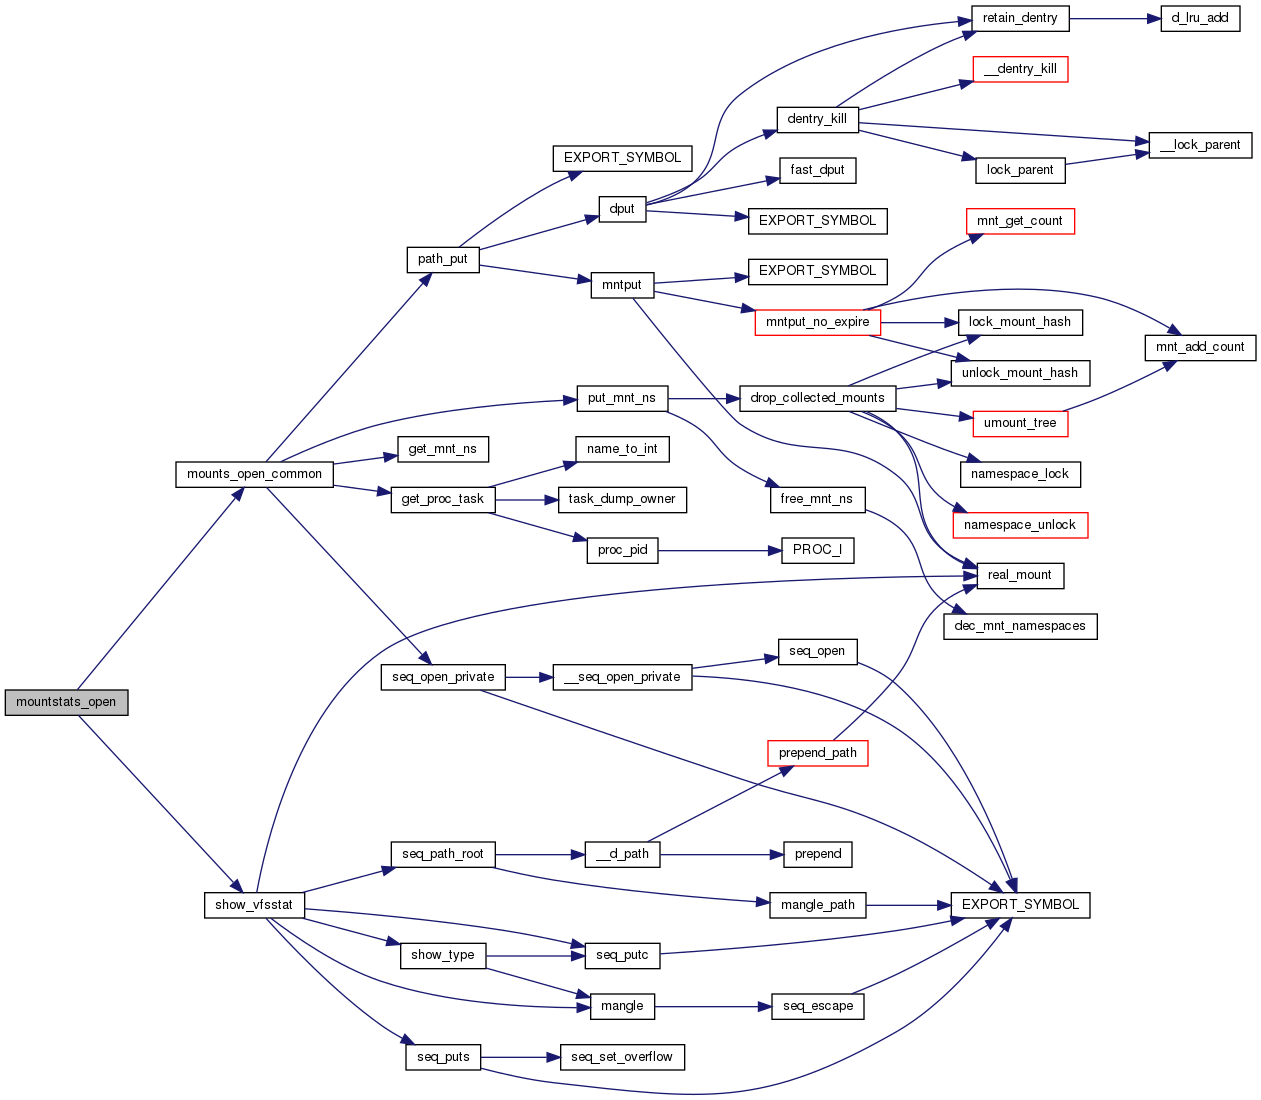 retain_dentry
d_lru_add
__dentry_kill
dentry_kill
__lock_parent
EXPORT_SYMBOL
fast_dput
lock_parent
dput
EXPORT_SYMBOL
mnt_get_count
path_put
EXPORT_SYMBOL
mntput
mntput_no_expire
lock_mount_hash
mnt_add_count
unlock_mount_hash
put_mnt_ns
drop_collected_mounts
umount_tree
get_mnt_ns
name_to_int
mounts_open_common
namespace_lock
get_proc_task
task_dump_owner
free_mnt_ns
namespace_unlock
proc_pid
PROC_I
real_mount
dec_mnt_namespaces
seq_open
seq_open_private
__seq_open_private
mountstats_open
prepend_path
seq_path_root
__d_path
prepend
show_vfsstat
mangle_path
EXPORT_SYMBOL
show_type
seq_putc
mangle
seq_escape
seq_puts
seq_set_overflow